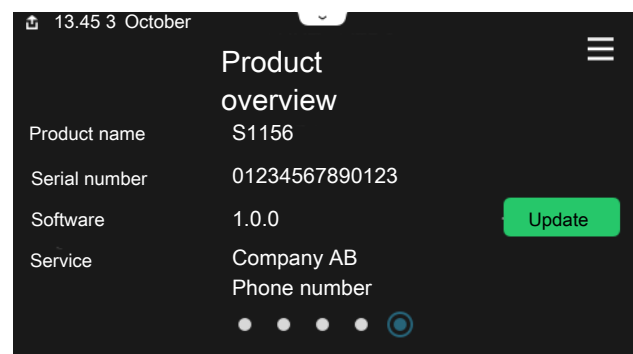 13.45 3 October
Product
overview
Product name S1156
Serial number 01234567890123
Software 1.0.0 Update
Service Company AB
Phone number